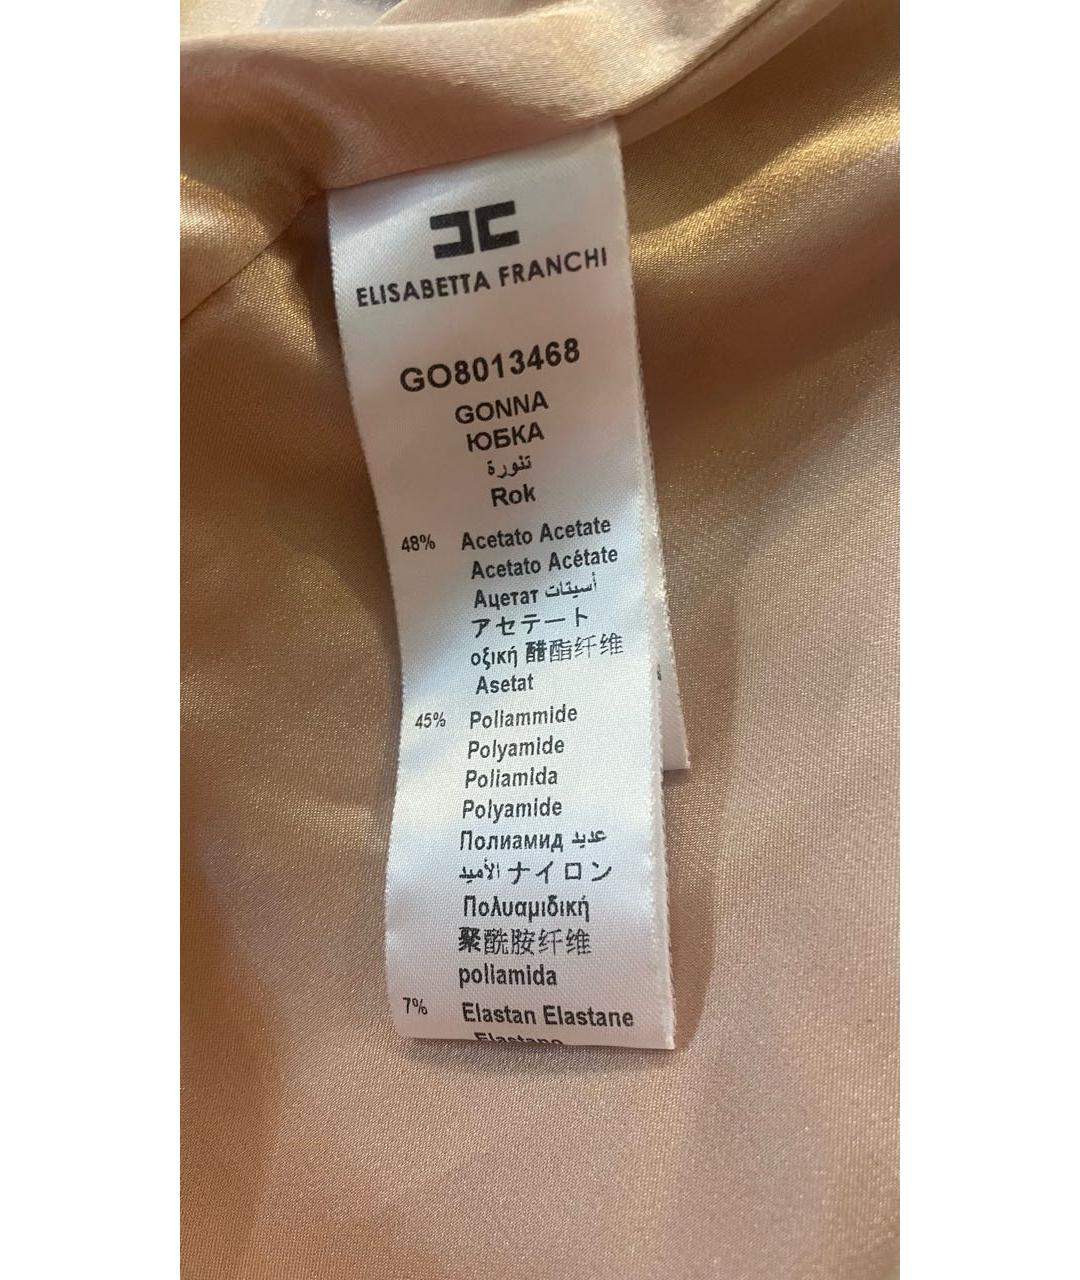 ELISABETTA FRANCHI
GO8013468
GONNA
ЮБКА
تنورة
Rok
48% Acetato Acetate
Acetato Acétate
Ацетат أسيتات
アセテート
οξική 醋酯纤维
Asetat
45% Poliammide
Polyamide
Poliamida
Polyamide
Полиамид عديد
الأميد ナイロン
Πολυαμιδική
聚酰胺纤维
poliamida
7% Elastan Elastane
Elastano